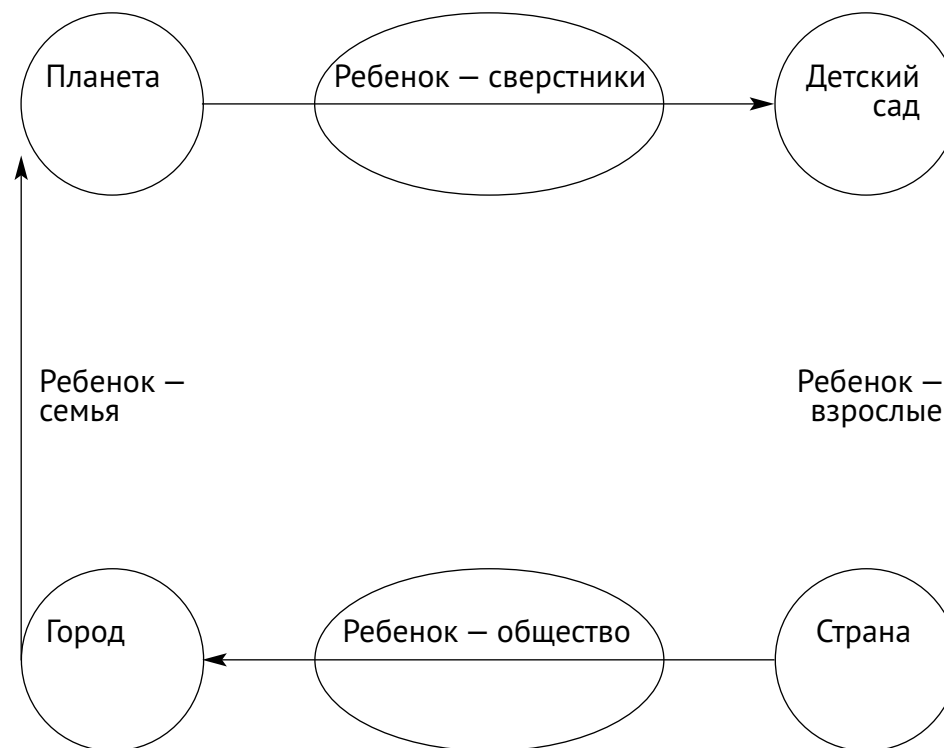 Планета
Ребенок — сверстники
Детский
сад
Ребенок —
семья
Ребенок —
взрослые
Город
Ребенок — общество
Страна